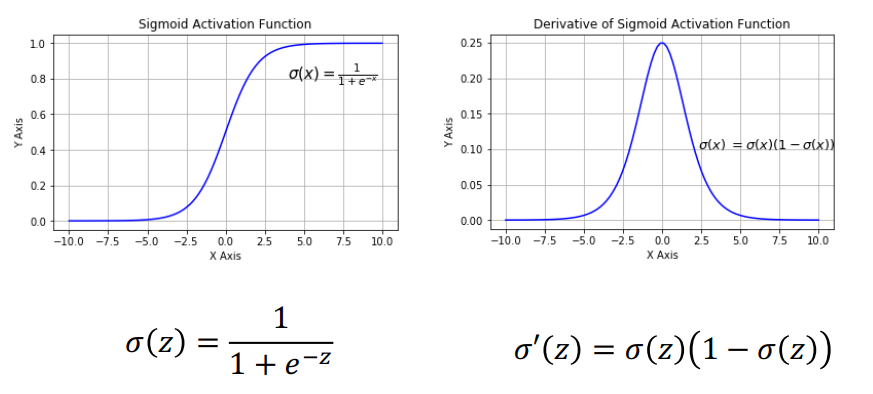 Sigmoid Activation Function
1.0
0.8
0.6
0.4
0.2
0.0
Y Axis
σ(x) = 1/(1 + e^{-x})
−10.0 −7.5 −5.0 −2.5 0.0 2.5 5.0 7.5 10.0
X Axis
Derivative of Sigmoid Activation Function
0.25
0.20
0.15
0.10
0.05
0.00
Y Axis
σ(x) = σ(x)(1 − σ(x))
−10.0 −7.5 −5.0 −2.5 0.0 2.5 5.0 7.5 10.0
X Axis
σ(z) = 1/(1 + e^{−z})
σ′(z) = σ(z)(1 − σ(z))